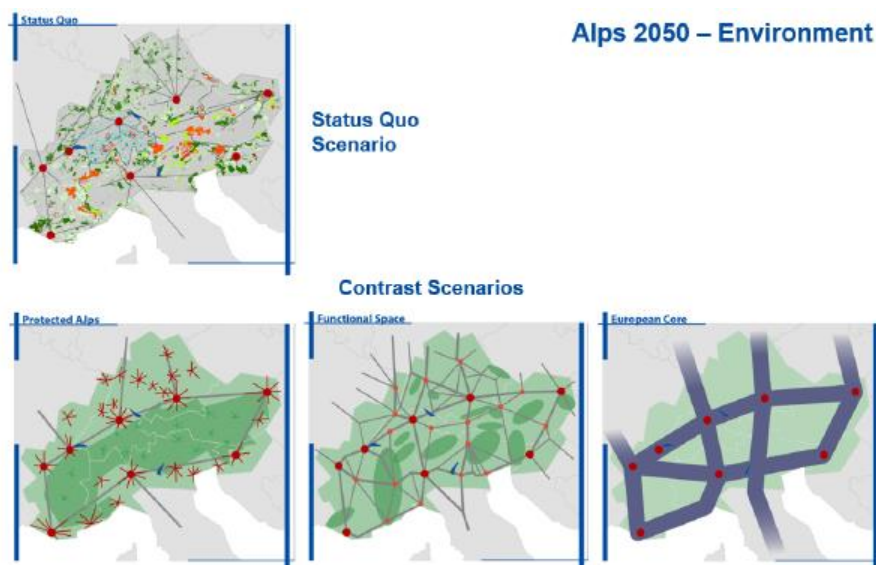 Status Quo
Alps 2050 – Environment
Status Quo
Scenario
Contrast Scenarios
Protected Alps
Functional Space
European Core